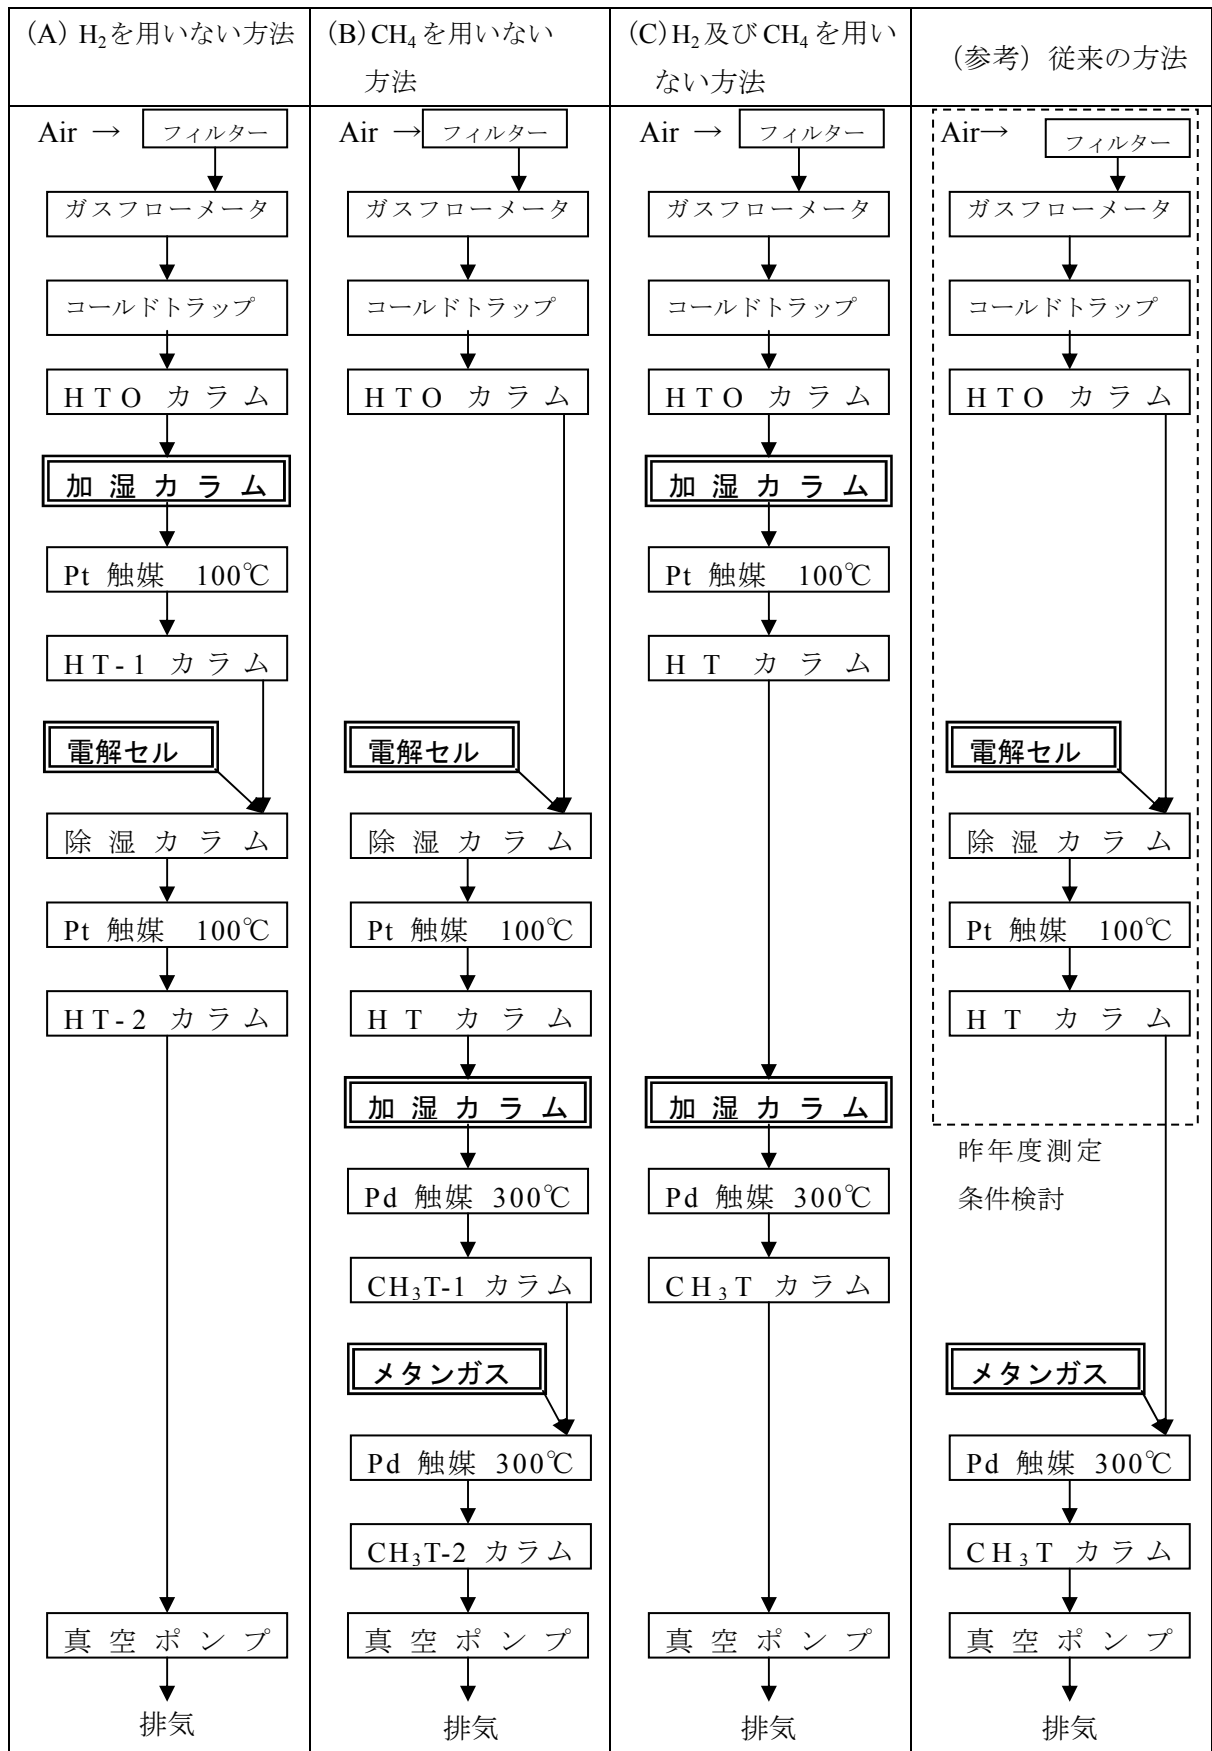 (A) H₂を用いない方法
(B)CH₄を用いない
方法
(C)H₂及びCH₄を用い
ない方法
(参考) 従来の方法
Air → フィルター
ガスフローメータ
コールドトラップ
HTO カラム
加湿カラム
Pt 触媒 100℃
HT-1 カラム
電解セル
除湿カラム
Pt 触媒 100℃
HT-2 カラム
真空ポンプ
排気
Air → フィルター
ガスフローメータ
コールドトラップ
HTO カラム
電解セル
除湿カラム
Pt 触媒 100℃
HT カラム
加湿カラム
Pd 触媒 300℃
CH₃T-1 カラム
メタンガス
Pd 触媒 300℃
CH₃T-2 カラム
真空ポンプ
排気
Air → フィルター
ガスフローメータ
コールドトラップ
HTO カラム
加湿カラム
Pt 触媒 100℃
HT カラム
加湿カラム
Pd 触媒 300℃
CH₃T カラム
真空ポンプ
排気
Air→ フィルター
ガスフローメータ
コールドトラップ
HTO カラム
電解セル
除湿カラム
Pt 触媒 100℃
HT カラム
昨年度測定
条件検討
メタンガス
Pd 触媒 300℃
CH₃T カラム
真空ポンプ
排気